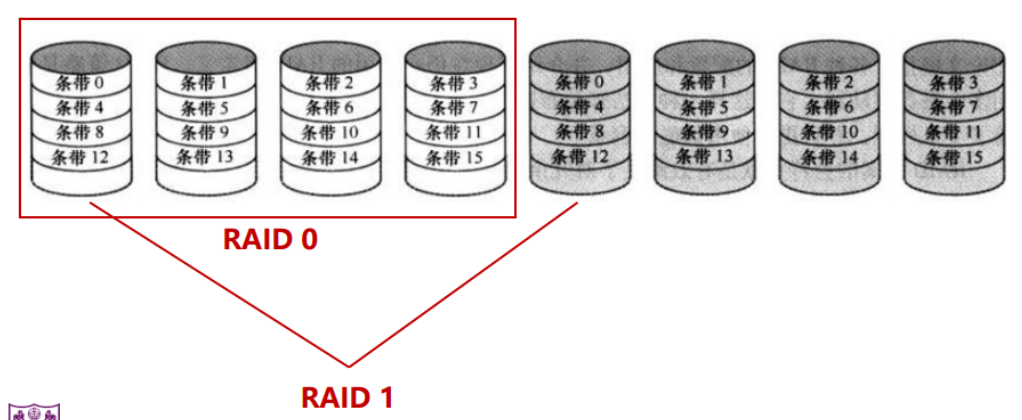 条带 0 条带 1 条带 2 条带 3 条带 0 条带 1 条带 2 条带 3
条带 4 条带 5 条带 6 条带 7 条带 4 条带 5 条带 6 条带 7
条带 8 条带 9 条带 10 条带 11 条带 8 条带 9 条带 10 条带 11
条带 12 条带 13 条带 14 条带 15 条带 12 条带 13 条带 14 条带 15
RAID 0
RAID 1